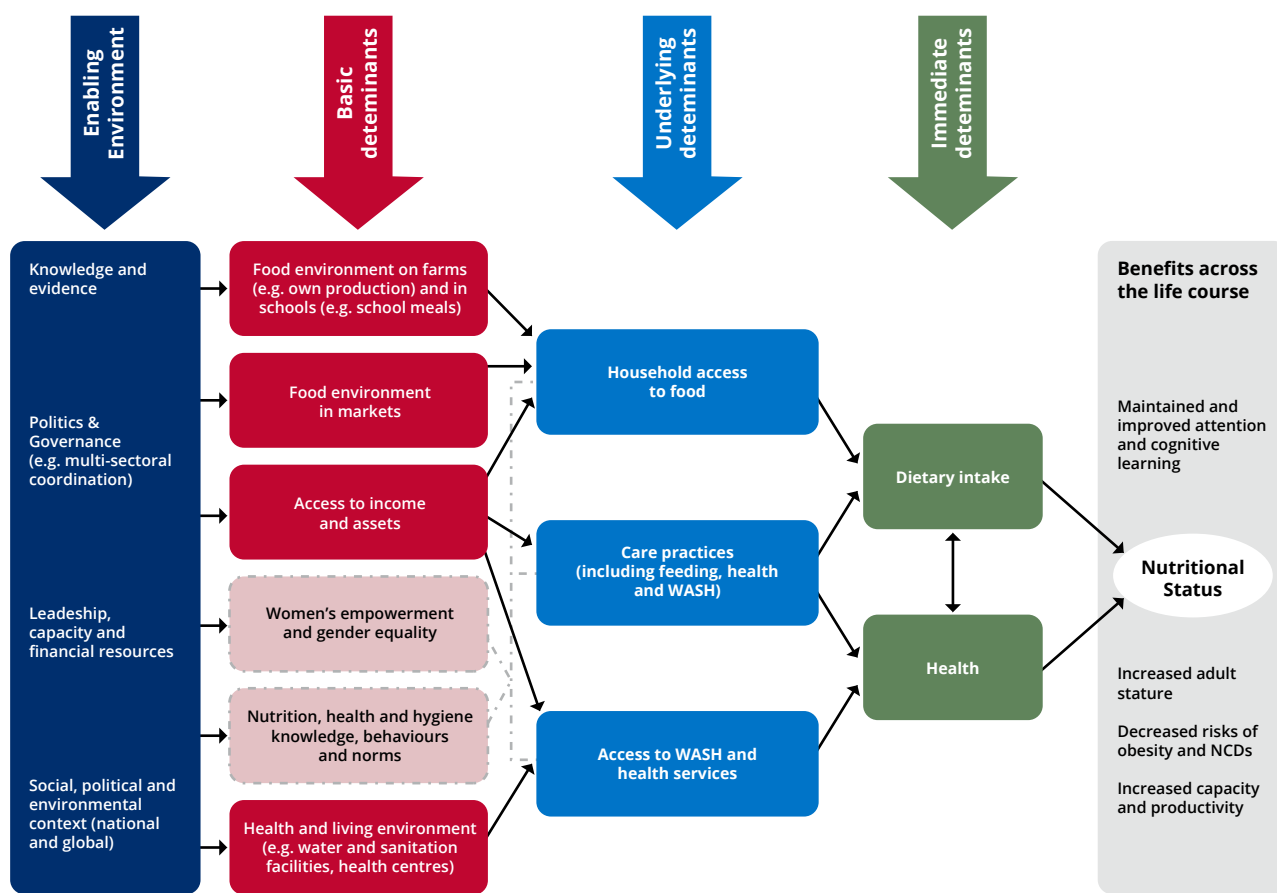 Enabling
Environment
Basic
deteminants
Underlying
deteminants
Immediate
deteminants
Knowledge and
evidence
Politics &
Governance
(e.g. multi-sectoral
coordination)
Leadeship,
capacity and
financial resources
Social, political and
environmental
context (national
and global)
Food environment on farms
(e.g. own production) and in
schools (e.g. school meals)
Food environment
in markets
Access to income
and assets
Women’s empowerment
and gender equality
Nutrition, health and hygiene
knowledge, behaviours
and norms
Health and living environment
(e.g. water and sanitation
facilities, health centres)
Household access
to food
Care practices
(including feeding, health
and WASH)
Access to WASH and
health services
Dietary intake
Health
Benefits across
the life course
Maintained and
improved attention
and cognitive
learning
Nutritional
Status
Increased adult
stature
Decreased risks of
obesity and NCDs
Increased capacity
and productivity